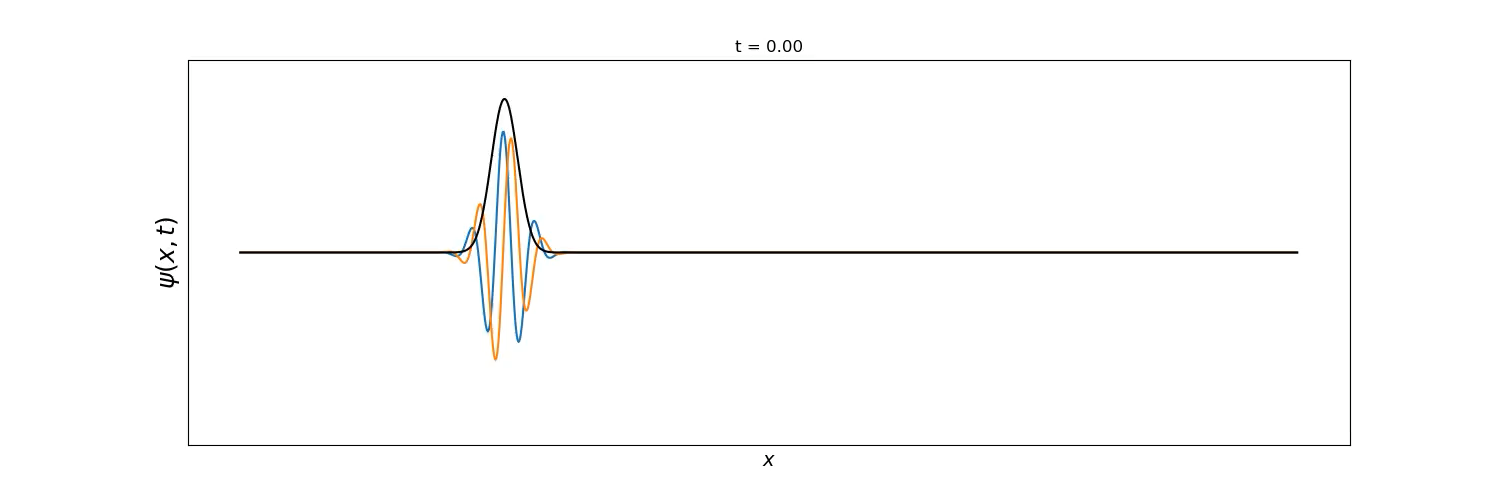 t = 0.00
ψ(x, t)
x